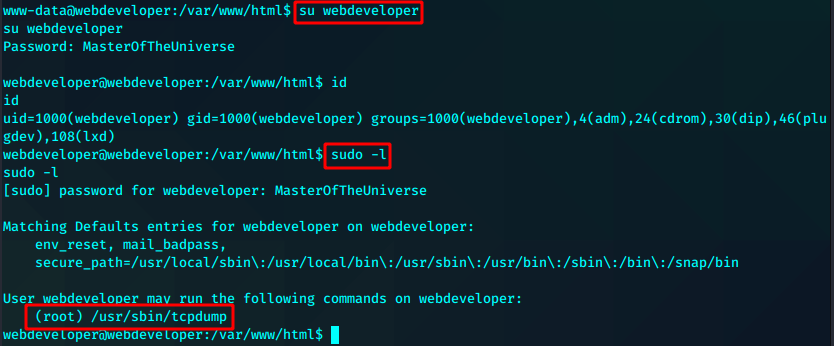 www-data@webdeveloper:/var/www/html$ su webdeveloper
su webdeveloper
Password: MasterOfTheUniverse
webdeveloper@webdeveloper:/var/www/html$ id
id
uid=1000(webdeveloper) gid=1000(webdeveloper) groups=1000(webdeveloper),4(adm),24(cdrom),30(dip),46(plu
gdev),108(lxd)
webdeveloper@webdeveloper:/var/www/html$ sudo -l
sudo -l
[sudo] password for webdeveloper: MasterOfTheUniverse
Matching Defaults entries for webdeveloper on webdeveloper:
    env_reset, mail_badpass,
    secure_path=/usr/local/sbin\:/usr/local/bin\:/usr/sbin\:/usr/bin\:/sbin\:/bin\:/snap/bin
User webdeveloper may run the following commands on webdeveloper:
    (root) /usr/sbin/tcpdump
webdeveloper@webdeveloper:/var/www/html$